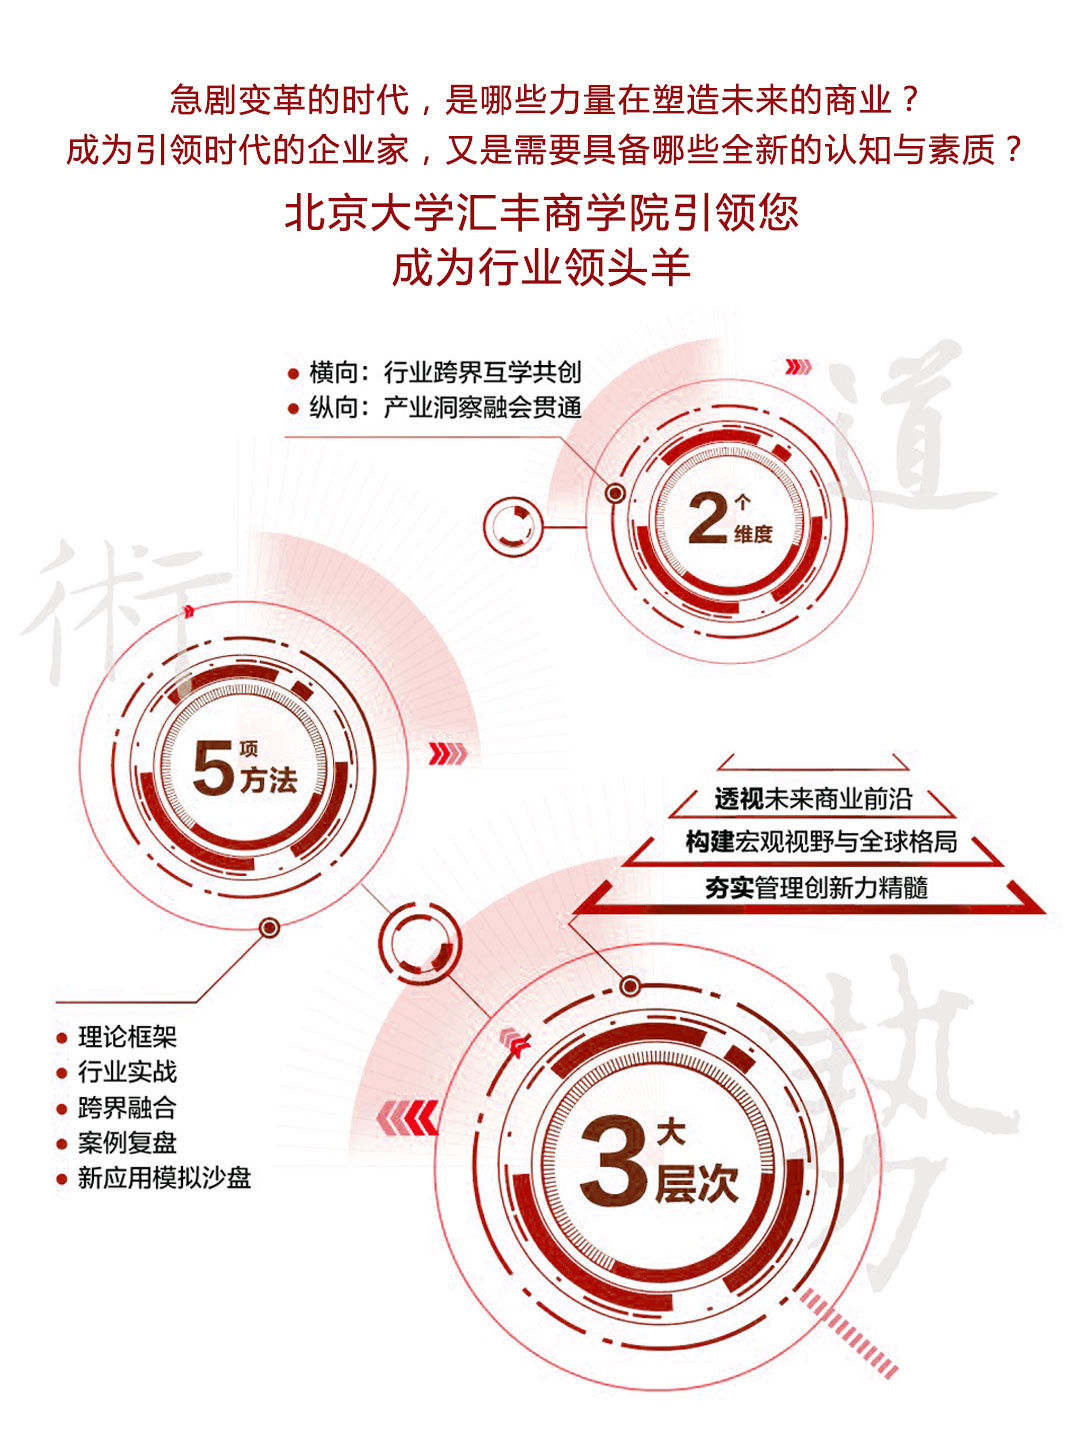 急剧变革的时代，是哪些力量在塑造未来的商业？
成为引领时代的企业家，又是需要具备哪些全新的认知与素质？
北京大学汇丰商学院引领您
成为行业领头羊
横向：行业跨界互学共创
纵向：产业洞察融会贯通
道
2个
维度
術
5项
方法
透视未来商业前沿
构建宏观视野与全球格局
夯实管理创新力精髓
理论框架
行业实战
跨界融合
案例复盘
新应用模拟沙盘
3大
层次
势